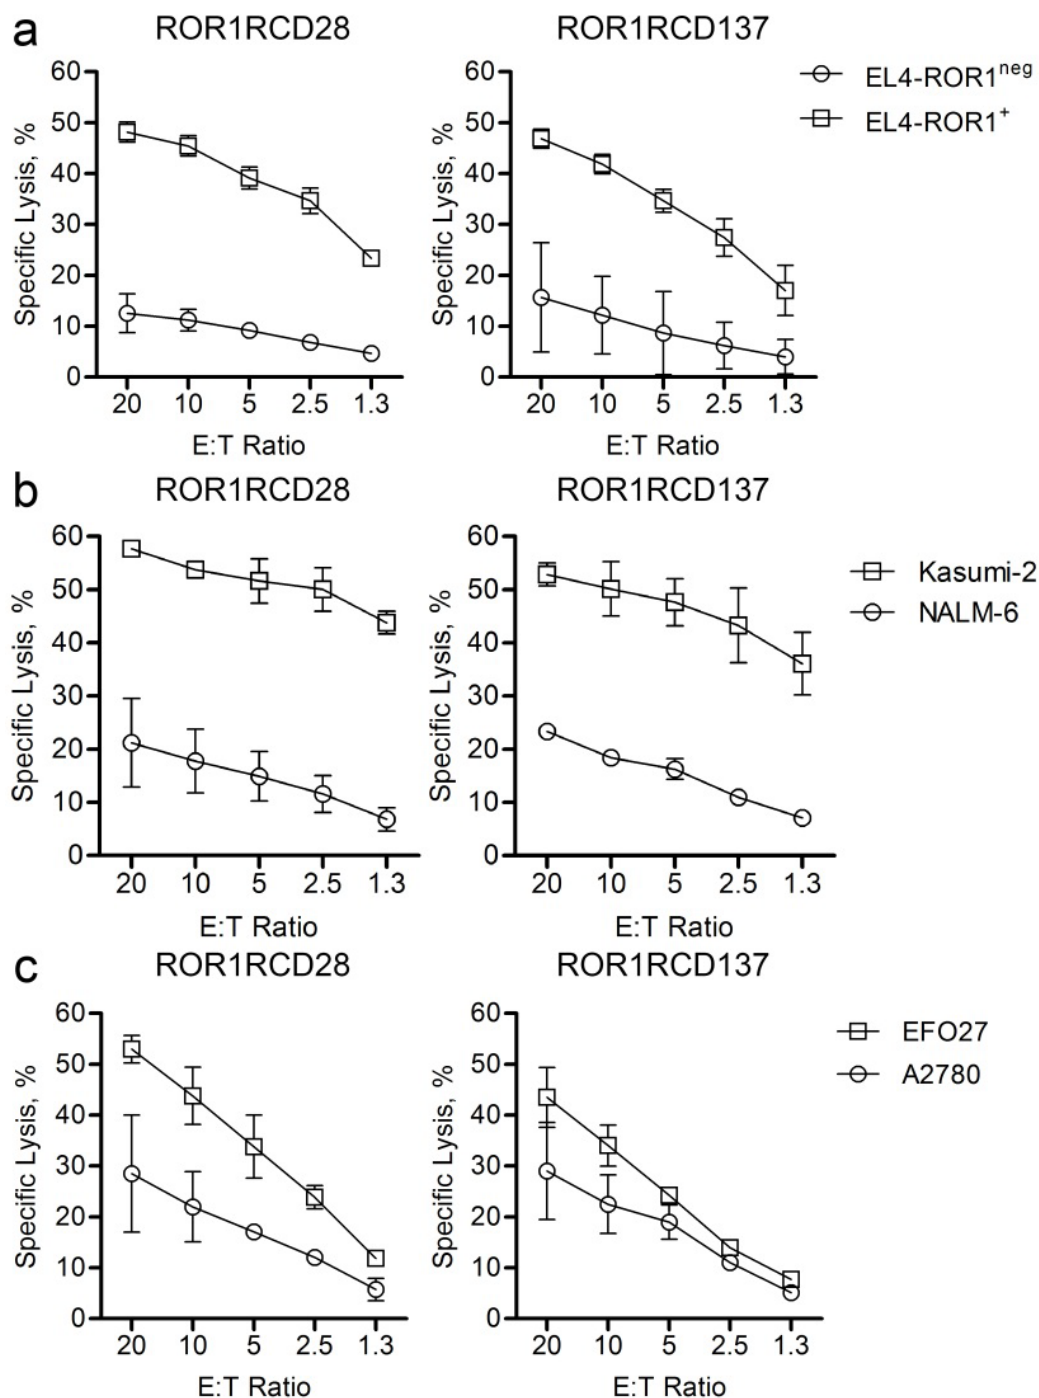 a
ROR1RCD28
ROR1RCD137
60
50
40
30
20
10
0
Specific Lysis, %
20 10 5 2.5 1.3
E:T Ratio
60
50
40
30
20
10
0
Specific Lysis, %
20 10 5 2.5 1.3
E:T Ratio
EL4-ROR1neg
EL4-ROR1+
b
ROR1RCD28
ROR1RCD137
60
50
40
30
20
10
0
Specific Lysis, %
20 10 5 2.5 1.3
E:T Ratio
60
50
40
30
20
10
0
Specific Lysis, %
20 10 5 2.5 1.3
E:T Ratio
Kasumi-2
NALM-6
c
ROR1RCD28
ROR1RCD137
60
50
40
30
20
10
0
Specific Lysis, %
20 10 5 2.5 1.3
E:T Ratio
60
50
40
30
20
10
0
Specific Lysis, %
20 10 5 2.5 1.3
E:T Ratio
EFO27
A2780